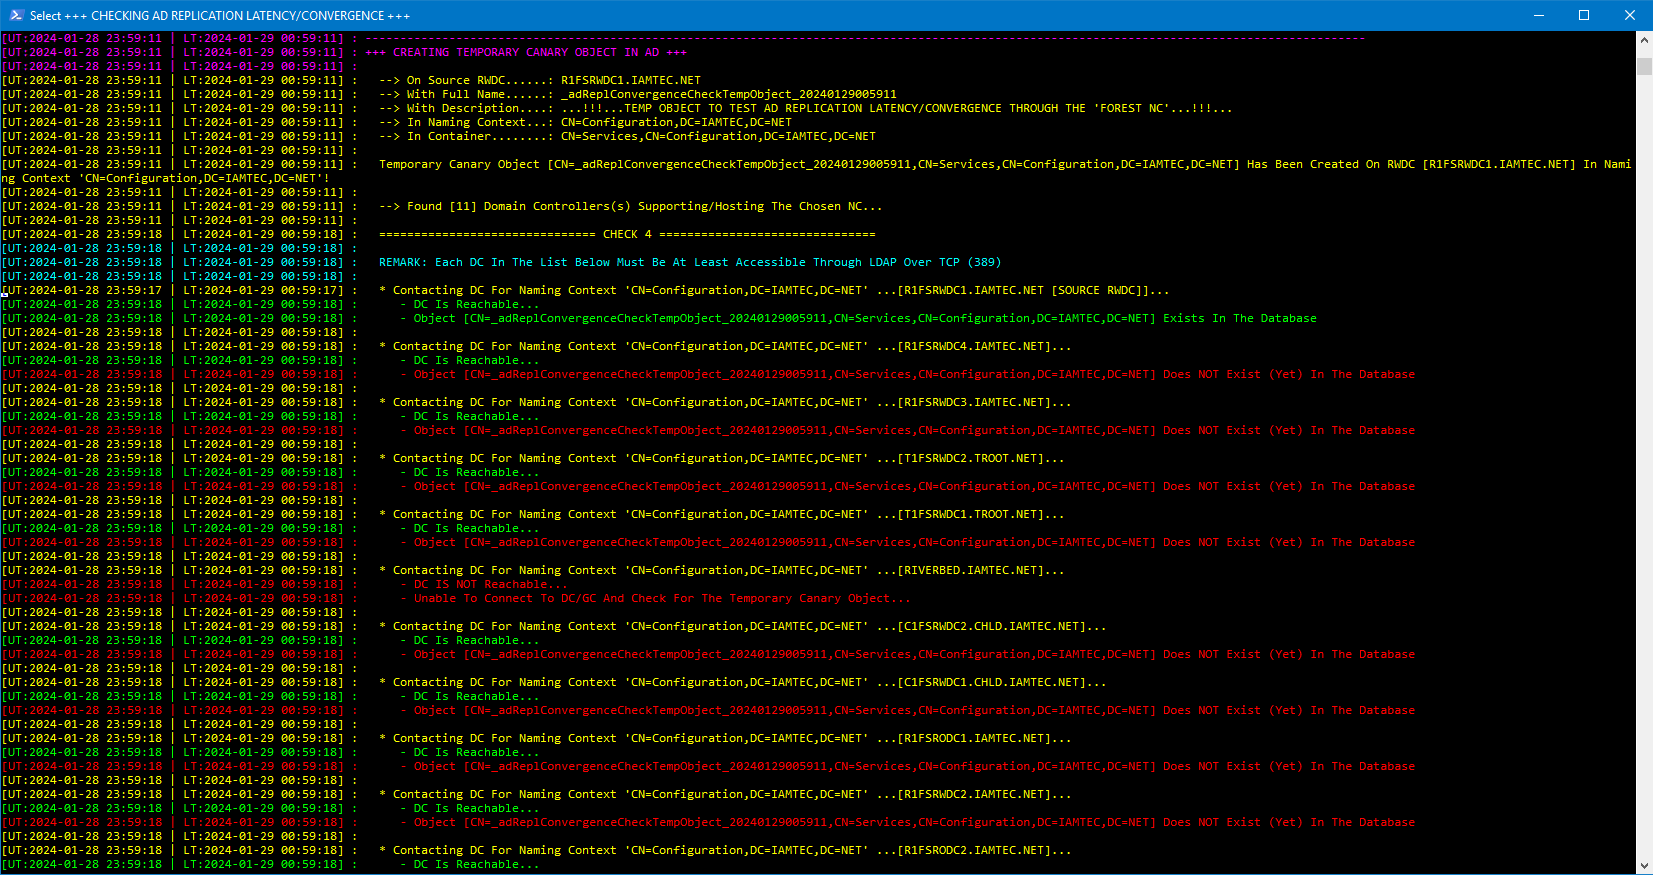 Select +++ CHECKING AD REPLICATION LATENCY/CONVERGENCE +++
[UT:2024-01-28 23:59:11 | LT:2024-01-29 00:59:11] : -----------------------------------------------------------------------------------------------------------------------------------------------
[UT:2024-01-28 23:59:11 | LT:2024-01-29 00:59:11] : +++ CREATING TEMPORARY CANARY OBJECT IN AD +++
[UT:2024-01-28 23:59:11 | LT:2024-01-29 00:59:11] :
[UT:2024-01-28 23:59:11 | LT:2024-01-29 00:59:11] :   --> On Source RWDC......: R1FSRWDC1.IAMTEC.NET
[UT:2024-01-28 23:59:11 | LT:2024-01-29 00:59:11] :   --> With Full Name......: _adReplConvergenceCheckTempObject_20240129005911
[UT:2024-01-28 23:59:11 | LT:2024-01-29 00:59:11] :   --> With Description....: ...!!!...TEMP OBJECT TO TEST AD REPLICATION LATENCY/CONVERGENCE THROUGH THE 'FOREST NC'...!!!...
[UT:2024-01-28 23:59:11 | LT:2024-01-29 00:59:11] :   --> In Naming Context...: CN=Configuration,DC=IAMTEC,DC=NET
[UT:2024-01-28 23:59:11 | LT:2024-01-29 00:59:11] :   --> In Container........: CN=Services,CN=Configuration,DC=IAMTEC,DC=NET
[UT:2024-01-28 23:59:11 | LT:2024-01-29 00:59:11] :
[UT:2024-01-28 23:59:11 | LT:2024-01-29 00:59:11] :   Temporary Canary Object [CN=_adReplConvergenceCheckTempObject_20240129005911,CN=Services,CN=Configuration,DC=IAMTEC,DC=NET] Has Been Created On RWDC [R1FSRWDC1.IAMTEC.NET] In Nami
ng Context 'CN=Configuration,DC=IAMTEC,DC=NET'!
[UT:2024-01-28 23:59:11 | LT:2024-01-29 00:59:11] :
[UT:2024-01-28 23:59:11 | LT:2024-01-29 00:59:11] :   --> Found [11] Domain Controllers(s) Supporting/Hosting The Chosen NC...
[UT:2024-01-28 23:59:11 | LT:2024-01-29 00:59:11] :
[UT:2024-01-28 23:59:18 | LT:2024-01-29 00:59:18] :   =============================== CHECK 4 ===============================
[UT:2024-01-28 23:59:18 | LT:2024-01-29 00:59:18] :
[UT:2024-01-28 23:59:18 | LT:2024-01-29 00:59:18] :   REMARK: Each DC In The List Below Must Be At Least Accessible Through LDAP Over TCP (389)
[UT:2024-01-28 23:59:18 | LT:2024-01-29 00:59:18] :
[UT:2024-01-28 23:59:17 | LT:2024-01-29 00:59:17] :   * Contacting DC For Naming Context 'CN=Configuration,DC=IAMTEC,DC=NET' ...[R1FSRWDC1.IAMTEC.NET [SOURCE RWDC]]...
[UT:2024-01-28 23:59:18 | LT:2024-01-29 00:59:18] :      - DC Is Reachable...
[UT:2024-01-28 23:59:18 | LT:2024-01-29 00:59:18] :      - Object [CN=_adReplConvergenceCheckTempObject_20240129005911,CN=Services,CN=Configuration,DC=IAMTEC,DC=NET] Exists In The Database
[UT:2024-01-28 23:59:18 | LT:2024-01-29 00:59:18] :
[UT:2024-01-28 23:59:18 | LT:2024-01-29 00:59:18] :   * Contacting DC For Naming Context 'CN=Configuration,DC=IAMTEC,DC=NET' ...[R1FSRWDC4.IAMTEC.NET]...
[UT:2024-01-28 23:59:18 | LT:2024-01-29 00:59:18] :      - DC Is Reachable...
[UT:2024-01-28 23:59:18 | LT:2024-01-29 00:59:18] :      - Object [CN=_adReplConvergenceCheckTempObject_20240129005911,CN=Services,CN=Configuration,DC=IAMTEC,DC=NET] Does NOT Exist (Yet) In The Database
[UT:2024-01-28 23:59:18 | LT:2024-01-29 00:59:18] :
[UT:2024-01-28 23:59:18 | LT:2024-01-29 00:59:18] :   * Contacting DC For Naming Context 'CN=Configuration,DC=IAMTEC,DC=NET' ...[R1FSRWDC3.IAMTEC.NET]...
[UT:2024-01-28 23:59:18 | LT:2024-01-29 00:59:18] :      - DC Is Reachable...
[UT:2024-01-28 23:59:18 | LT:2024-01-29 00:59:18] :      - Object [CN=_adReplConvergenceCheckTempObject_20240129005911,CN=Services,CN=Configuration,DC=IAMTEC,DC=NET] Does NOT Exist (Yet) In The Database
[UT:2024-01-28 23:59:18 | LT:2024-01-29 00:59:18] :
[UT:2024-01-28 23:59:18 | LT:2024-01-29 00:59:18] :   * Contacting DC For Naming Context 'CN=Configuration,DC=IAMTEC,DC=NET' ...[T1FSRWDC2.TROOT.NET]...
[UT:2024-01-28 23:59:18 | LT:2024-01-29 00:59:18] :      - DC Is Reachable...
[UT:2024-01-28 23:59:18 | LT:2024-01-29 00:59:18] :      - Object [CN=_adReplConvergenceCheckTempObject_20240129005911,CN=Services,CN=Configuration,DC=IAMTEC,DC=NET] Does NOT Exist (Yet) In The Database
[UT:2024-01-28 23:59:18 | LT:2024-01-29 00:59:18] :
[UT:2024-01-28 23:59:18 | LT:2024-01-29 00:59:18] :   * Contacting DC For Naming Context 'CN=Configuration,DC=IAMTEC,DC=NET' ...[T1FSRWDC1.TROOT.NET]...
[UT:2024-01-28 23:59:18 | LT:2024-01-29 00:59:18] :      - DC Is Reachable...
[UT:2024-01-28 23:59:18 | LT:2024-01-29 00:59:18] :      - Object [CN=_adReplConvergenceCheckTempObject_20240129005911,CN=Services,CN=Configuration,DC=IAMTEC,DC=NET] Does NOT Exist (Yet) In The Database
[UT:2024-01-28 23:59:18 | LT:2024-01-29 00:59:18] :
[UT:2024-01-28 23:59:18 | LT:2024-01-29 00:59:18] :   * Contacting DC For Naming Context 'CN=Configuration,DC=IAMTEC,DC=NET' ...[RIVERBED.IAMTEC.NET]...
[UT:2024-01-28 23:59:18 | LT:2024-01-29 00:59:18] :      - DC IS NOT Reachable...
[UT:2024-01-28 23:59:18 | LT:2024-01-29 00:59:18] :      - Unable To Connect To DC/GC And Check For The Temporary Canary Object...
[UT:2024-01-28 23:59:18 | LT:2024-01-29 00:59:18] :
[UT:2024-01-28 23:59:18 | LT:2024-01-29 00:59:18] :   * Contacting DC For Naming Context 'CN=Configuration,DC=IAMTEC,DC=NET' ...[C1FSRWDC2.CHLD.IAMTEC.NET]...
[UT:2024-01-28 23:59:18 | LT:2024-01-29 00:59:18] :      - DC Is Reachable...
[UT:2024-01-28 23:59:18 | LT:2024-01-29 00:59:18] :      - Object [CN=_adReplConvergenceCheckTempObject_20240129005911,CN=Services,CN=Configuration,DC=IAMTEC,DC=NET] Does NOT Exist (Yet) In The Database
[UT:2024-01-28 23:59:18 | LT:2024-01-29 00:59:18] :
[UT:2024-01-28 23:59:18 | LT:2024-01-29 00:59:18] :   * Contacting DC For Naming Context 'CN=Configuration,DC=IAMTEC,DC=NET' ...[C1FSRWDC1.CHLD.IAMTEC.NET]...
[UT:2024-01-28 23:59:18 | LT:2024-01-29 00:59:18] :      - DC Is Reachable...
[UT:2024-01-28 23:59:18 | LT:2024-01-29 00:59:18] :      - Object [CN=_adReplConvergenceCheckTempObject_20240129005911,CN=Services,CN=Configuration,DC=IAMTEC,DC=NET] Does NOT Exist (Yet) In The Database
[UT:2024-01-28 23:59:18 | LT:2024-01-29 00:59:18] :
[UT:2024-01-28 23:59:18 | LT:2024-01-29 00:59:18] :   * Contacting DC For Naming Context 'CN=Configuration,DC=IAMTEC,DC=NET' ...[R1FSRODC1.IAMTEC.NET]...
[UT:2024-01-28 23:59:18 | LT:2024-01-29 00:59:18] :      - DC Is Reachable...
[UT:2024-01-28 23:59:18 | LT:2024-01-29 00:59:18] :      - Object [CN=_adReplConvergenceCheckTempObject_20240129005911,CN=Services,CN=Configuration,DC=IAMTEC,DC=NET] Does NOT Exist (Yet) In The Database
[UT:2024-01-28 23:59:18 | LT:2024-01-29 00:59:18] :
[UT:2024-01-28 23:59:18 | LT:2024-01-29 00:59:18] :   * Contacting DC For Naming Context 'CN=Configuration,DC=IAMTEC,DC=NET' ...[R1FSRWDC2.IAMTEC.NET]...
[UT:2024-01-28 23:59:18 | LT:2024-01-29 00:59:18] :      - DC Is Reachable...
[UT:2024-01-28 23:59:18 | LT:2024-01-29 00:59:18] :      - Object [CN=_adReplConvergenceCheckTempObject_20240129005911,CN=Services,CN=Configuration,DC=IAMTEC,DC=NET] Does NOT Exist (Yet) In The Database
[UT:2024-01-28 23:59:18 | LT:2024-01-29 00:59:18] :
[UT:2024-01-28 23:59:18 | LT:2024-01-29 00:59:18] :   * Contacting DC For Naming Context 'CN=Configuration,DC=IAMTEC,DC=NET' ...[R1FSRODC2.IAMTEC.NET]...
[UT:2024-01-28 23:59:18 | LT:2024-01-29 00:59:18] :      - DC Is Reachable...